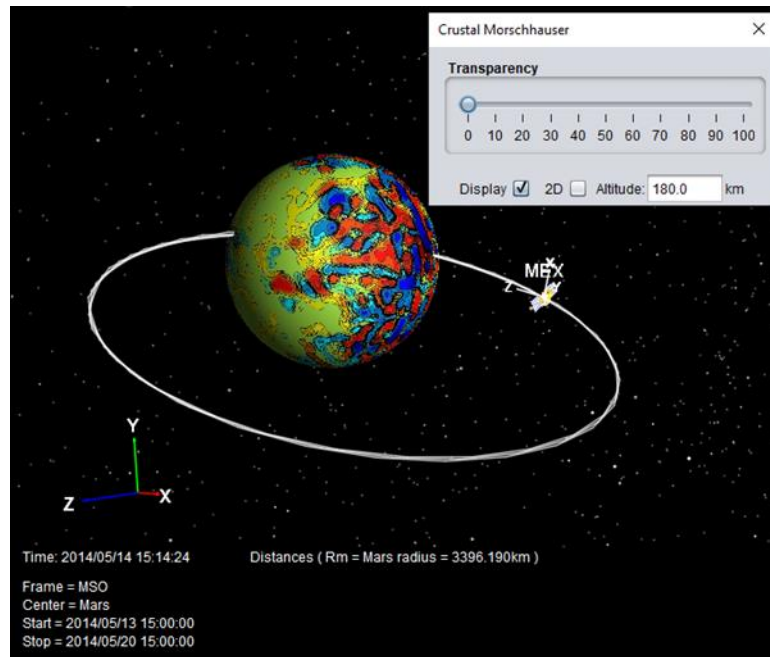 Crustal Morschhauser
Transparency
0 10 20 30 40 50 60 70 80 90 100
Display 2D Altitude: 180.0 km
MEX
X
Z
Y
Y
Z
X
Time: 2014/05/14 15:14:24 Distances ( Rm = Mars radius = 3396.190km )
Frame = MSO
Center = Mars
Start = 2014/05/13 15:00:00
Stop = 2014/05/20 15:00:00